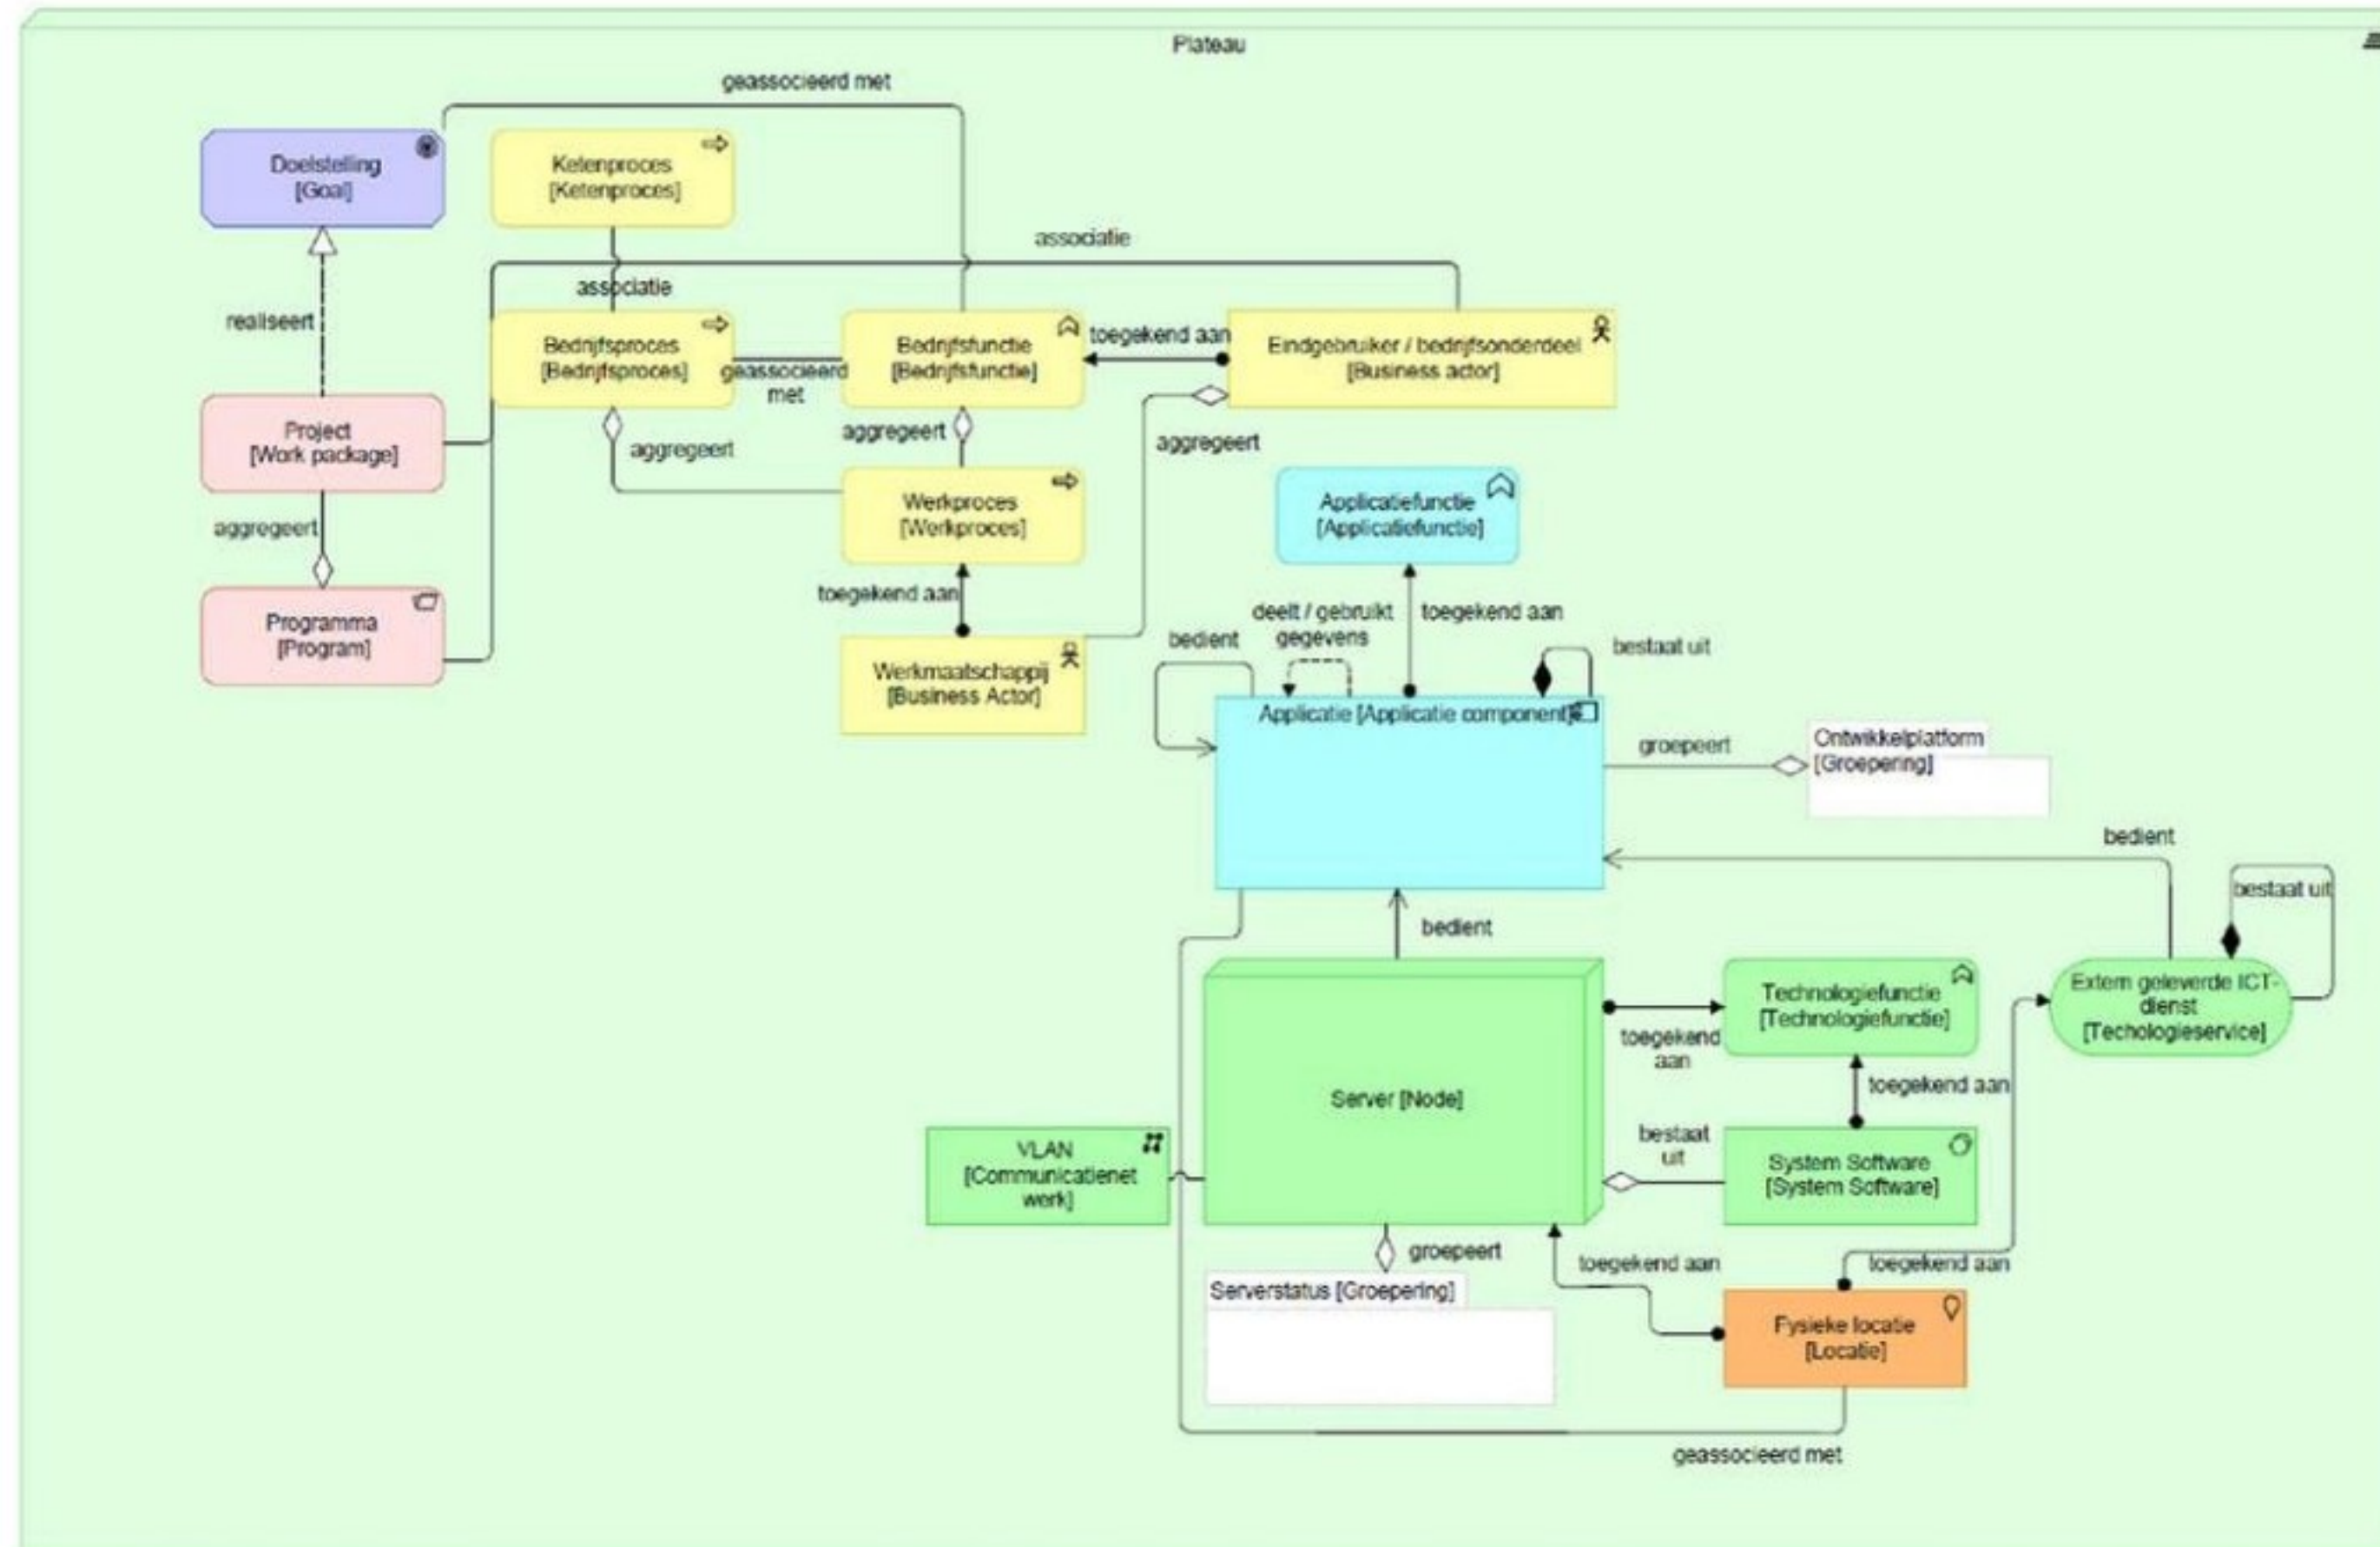 Plateau
geassocieerd met
Doelstelling
[Goal]
Ketenproces
[Ketenproces]
associatie
associatie
realiseert
Bedrijfsproces
[Bedrijfsproces]
geassocieerd
met
Bedrijfsfunctie
[Bedrijfsfunctie]
toegekend aan
Eindgebruiker / bedrijfsonderdeel
[Business actor]
Project
[Work package]
aggregeert
aggregeert
aggregeert
aggregeert
Werkproces
[Werkproces]
Applicatiefunctie
[Applicatiefunctie]
Programma
[Program]
toegekend aan
Werkmaatschappij
[Business Actor]
bedient
deelt / gebruikt
gegevens
toegekend aan
bestaat uit
Applicatie [Applicatie component]
groepeert
Ontwikkelplatform
[Groepering]
bedient
bestaat uit
bedient
Server [Node]
toegekend
aan
Technologiefunctie
[Technologiefunctie]
Extern geleverde ICT-
dienst
[Techologieservice]
toegekend aan
VLAN
[Communicatienet
werk]
bestaat
uit
System Software
[System Software]
groepeert
toegekend aan
toegekend aan
Serverstatus [Groepering]
Fysieke locatie
[Locatie]
geassocieerd met